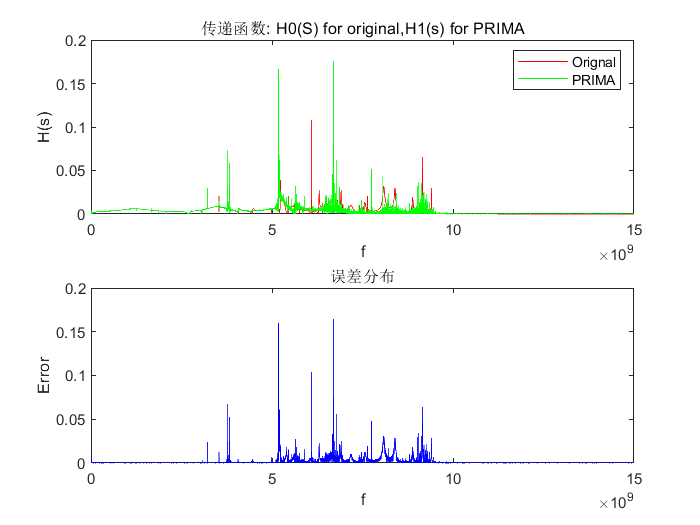 传递函数: H0(S) for original,H1(s) for PRIMA
0.2
0.15
0.1
0.05
0
H(s)
Orignal
PRIMA
0 5 10 15
f
×10⁹
误差分布
0.2
0.15
0.1
0.05
0
Error
0 5 10 15
f
×10⁹